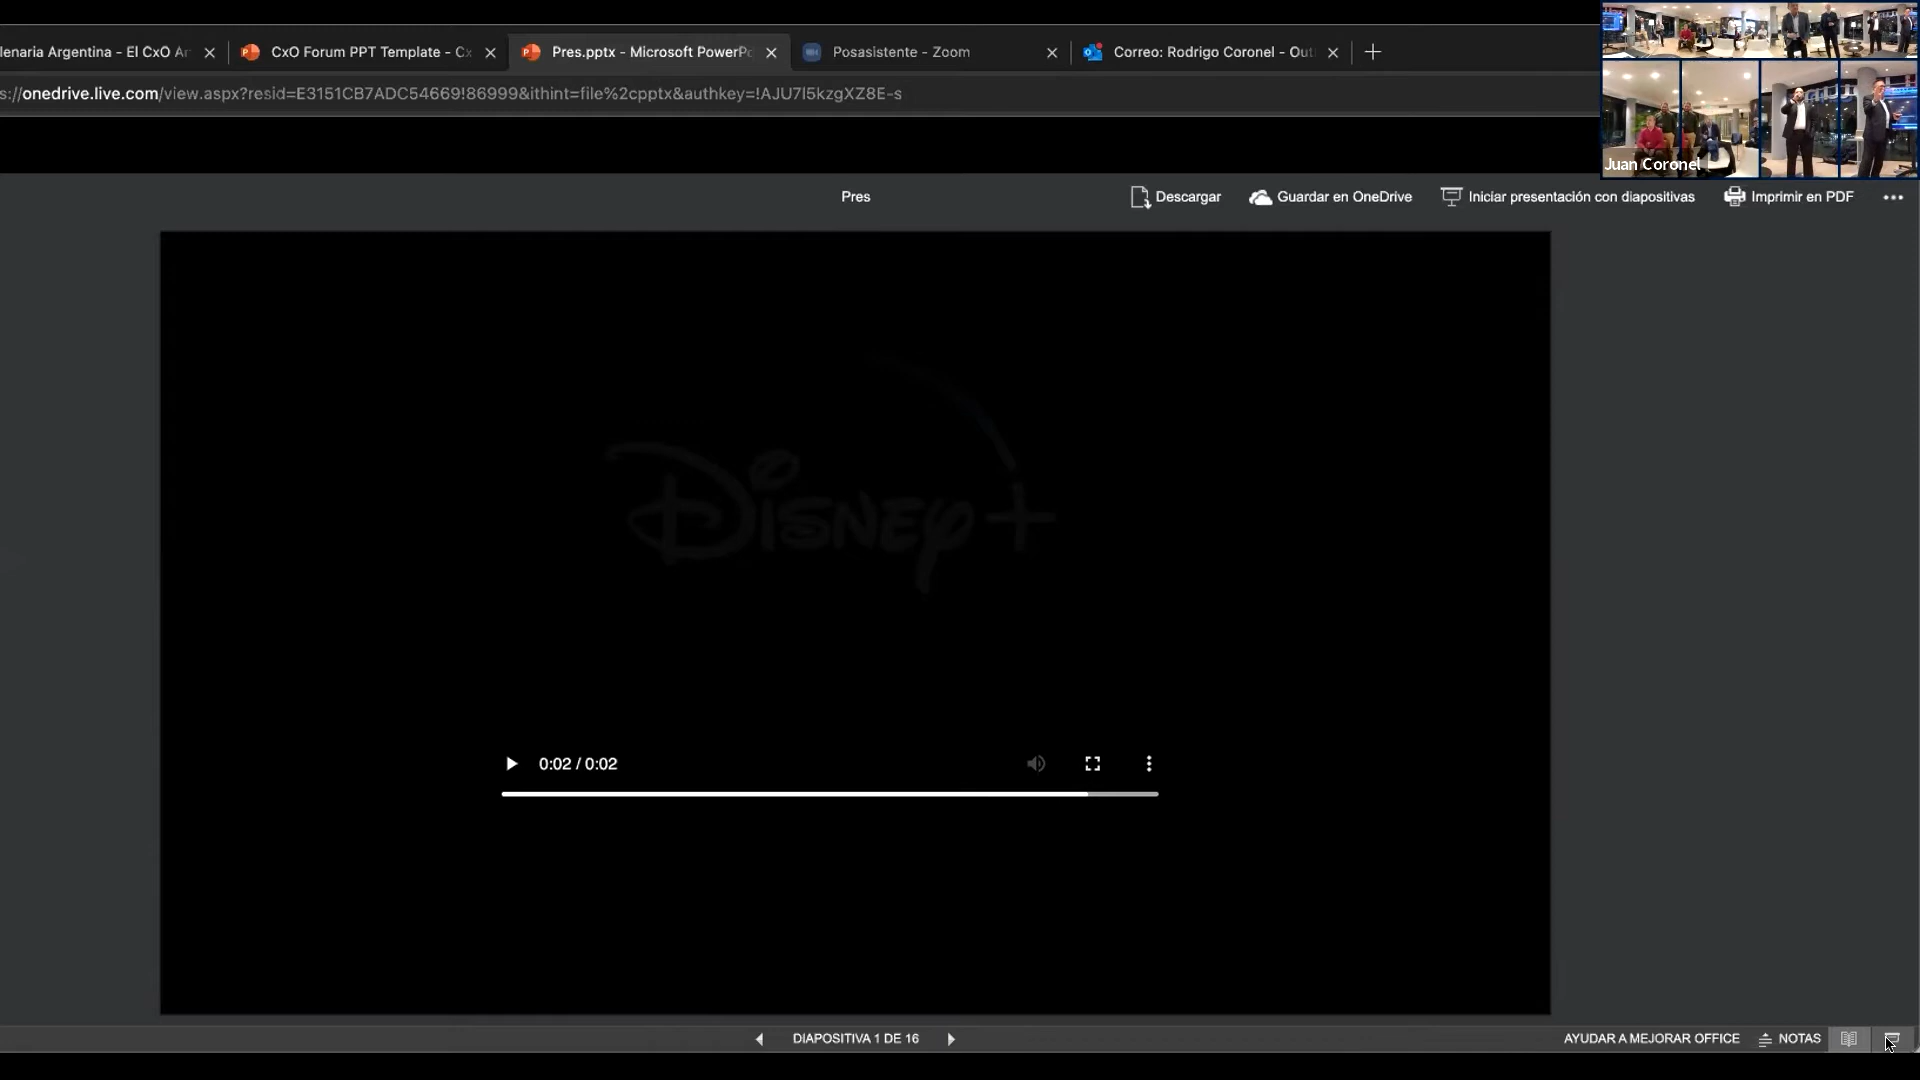 lenaria Argentina - El CxO Ar
CxO Forum PPT Template - Cx
Pres.pptx - Microsoft PowerPo
Posasistente - Zoom
Correo: Rodrigo Coronel - Out
s://onedrive.live.com/view.aspx?resid=E3151CB7ADC54669!86999&ithint=file%2cpptx&authkey=!AJU7I5kzgXZ8E-s
Juan Coronel
Pres
Descargar
Guardar en OneDrive
Iniciar presentación con diapositivas
Imprimir en PDF
Disney+
0:02 / 0:02
DIAPOSITIVA 1 DE 16
AYUDAR A MEJORAR OFFICE
NOTAS